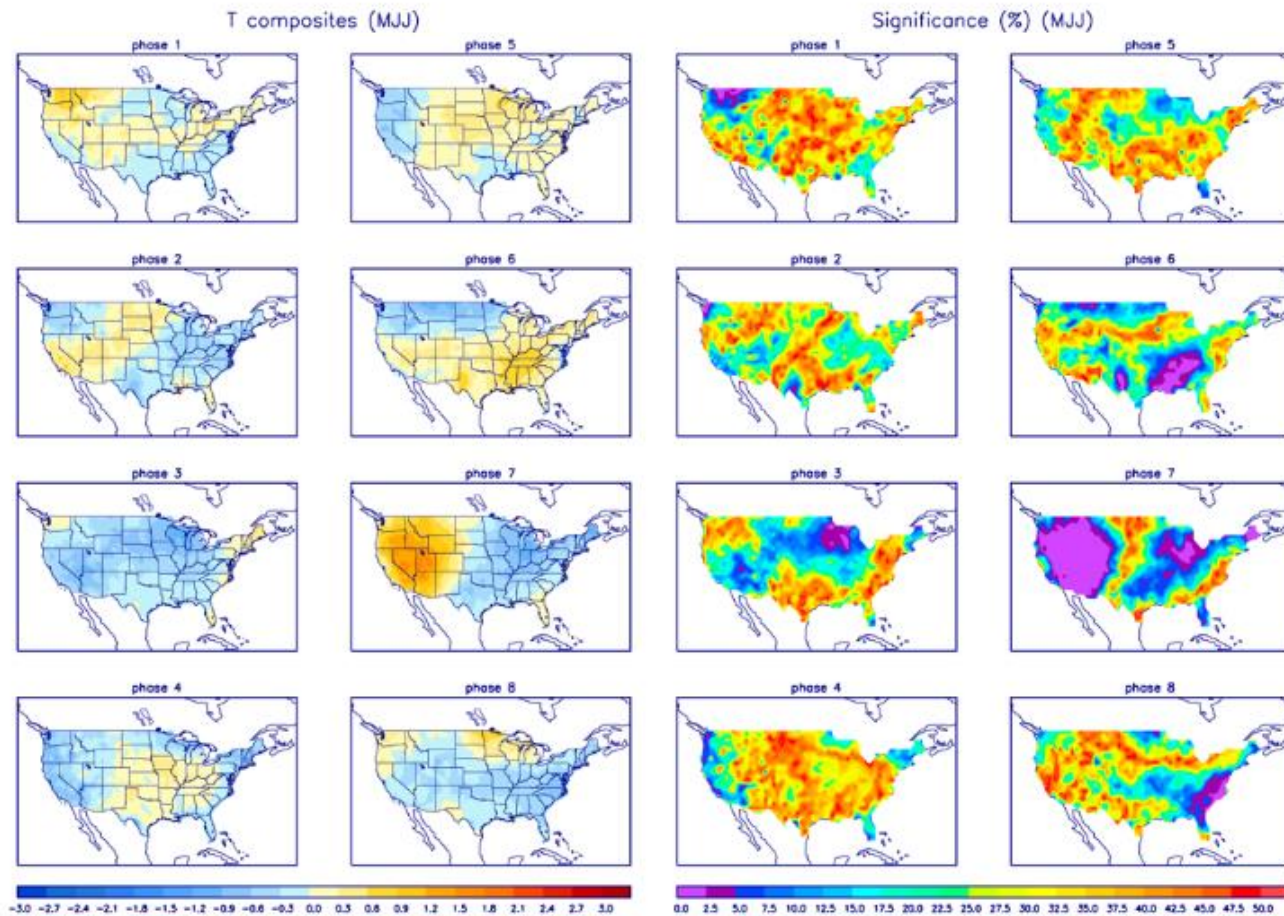 T composites (MJJ)
Significance (%) (MJJ)
phase 1
phase 5
phase 1
phase 5
phase 2
phase 6
phase 2
phase 6
phase 3
phase 7
phase 3
phase 7
phase 4
phase 8
phase 4
phase 8
-3.0 -2.7 -2.4 -2.1 -1.8 -1.5 -1.2 -0.9 -0.6 -0.3 0.0 0.3 0.6 0.9 1.2 1.5 1.8 2.1 2.4 2.7 3.0
0.0 2.5 5.0 7.5 10.0 12.5 15.0 17.5 20.0 22.5 25.0 27.5 30.0 32.5 35.0 37.5 40.0 42.5 45.0 47.5 50.0